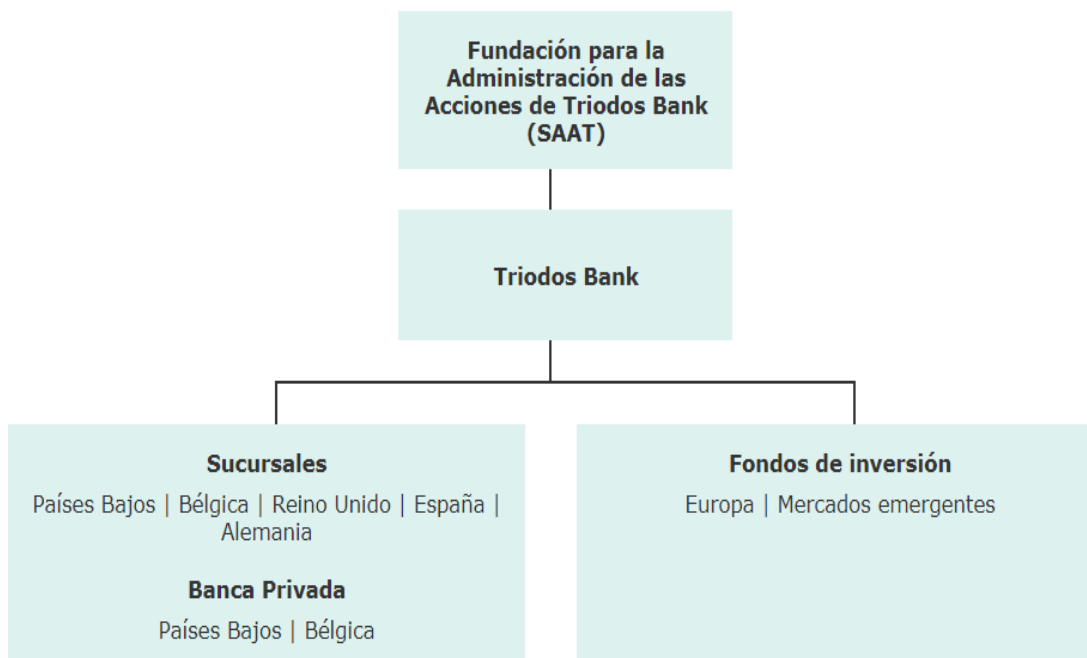 Fundación para la
Administración de las
Acciones de Triodos Bank
(SAAT)
Triodos Bank
Sucursales
Países Bajos | Bélgica | Reino Unido | España |
Alemania
Banca Privada
Países Bajos | Bélgica
Fondos de inversión
Europa | Mercados emergentes